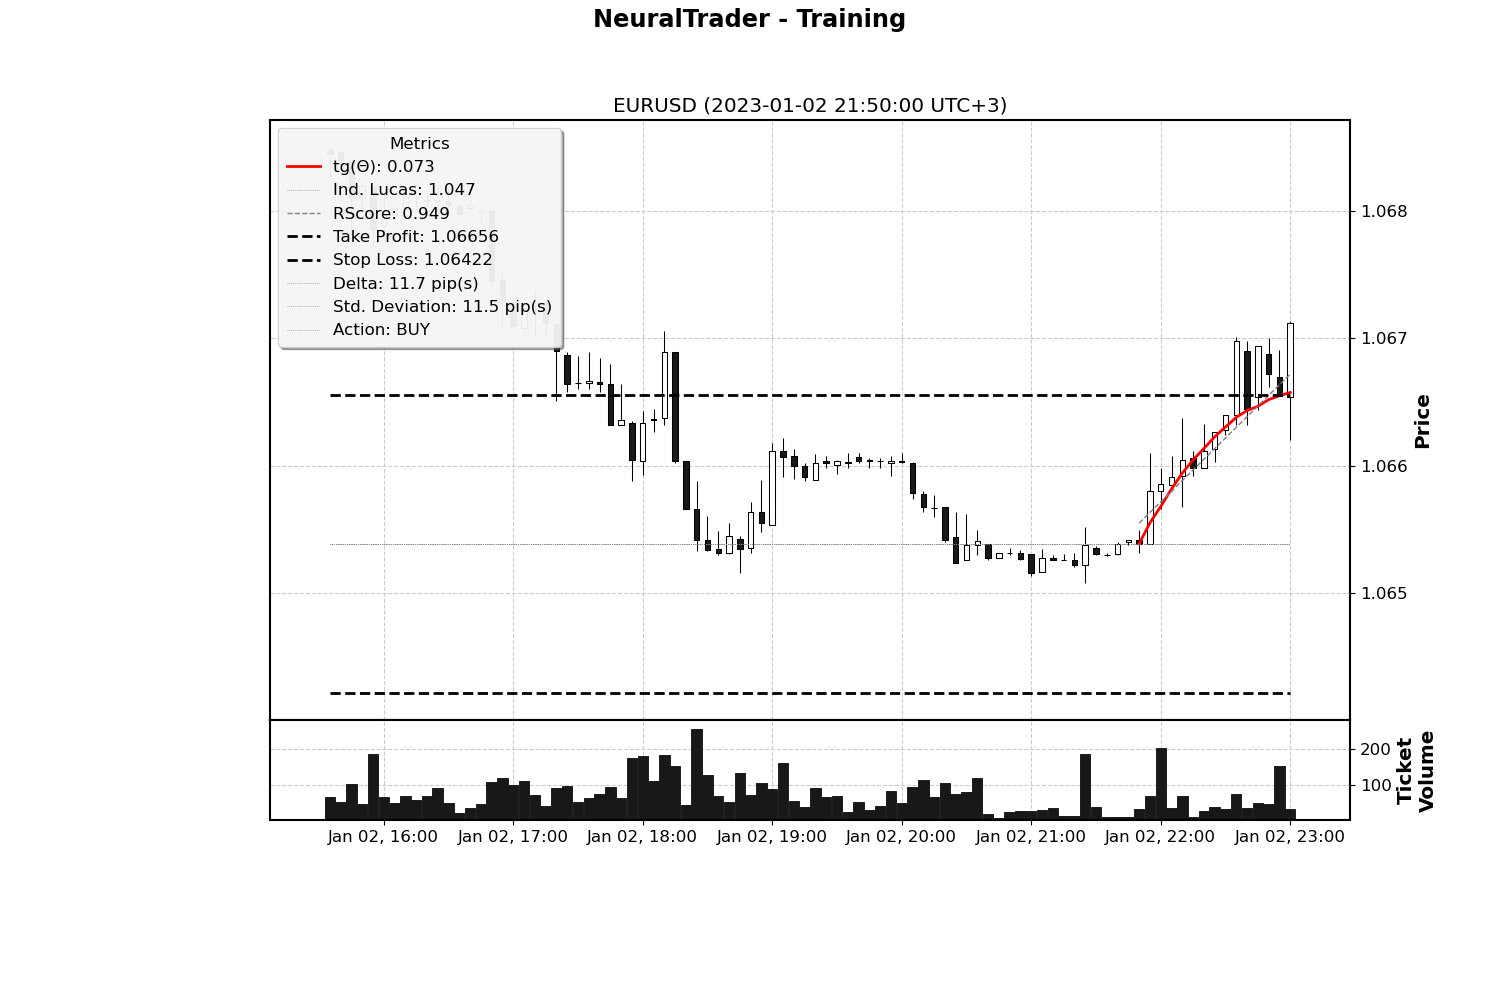 NeuralTrader - Training
EURUSD (2023-01-02 21:50:00 UTC+3)
Metrics
tg(Θ): 0.073
Ind. Lucas: 1.047
RScore: 0.949
Take Profit: 1.06656
Stop Loss: 1.06422
Delta: 11.7 pip(s)
Std. Deviation: 11.5 pip(s)
Action: BUY
1.068
1.067
1.066
1.065
Price
200
100
Ticket
Volume
Jan 02, 16:00
Jan 02, 17:00
Jan 02, 18:00
Jan 02, 19:00
Jan 02, 20:00
Jan 02, 21:00
Jan 02, 22:00
Jan 02, 23:00